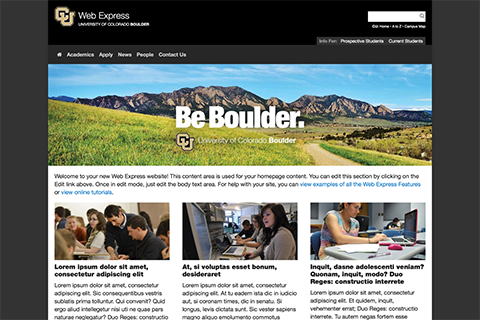 CU
Web Express
UNIVERSITY OF COLORADO BOULDER
CU: Home • A to Z • Campus Map
Info For: Prospective Students Current Students
Academics Apply News People Contact Us
Be Boulder.
CU University of Colorado Boulder
Welcome to your new Web Express website! This content area is used for your homepage content. You can edit this section by clicking on the
Edit link above. Once in edit mode, just edit the body text area. For help with your site, you can view examples of all the Web Express Features
or view online tutorials.
Lorem ipsum dolor sit amet,
consectetur adipiscing elit
Lorem ipsum dolor sit amet, consectetur
adipiscing elit. Sic consequentibus vestris
sublatis prima tolluntur. Qui convenit? Quid
ergo aliud intellegetur nisi uti ne quae pars
naturae neglegatur? Duo Reges: constructio
At, si voluptas esset bonum,
desideraret
Lorem ipsum dolor sit amet, consectetur
adipiscing elit. At tu eadem ista dic in iudicio
aut, si coronam times, dic in senatu. Si
longus, levis dictata sunt. Sic vester sapiens
magno aliquo emolumento commotus
Inquit, dasne adolescenti veniam?
Quonam, inquit, modo? Duo
Reges: constructio interrete
Lorem ipsum dolor sit amet, consectetur
adipiscing elit. Et quidem, inquit,
vehementer errat; Duo Reges: constructio
interrete. Tu autem negas fortem esse